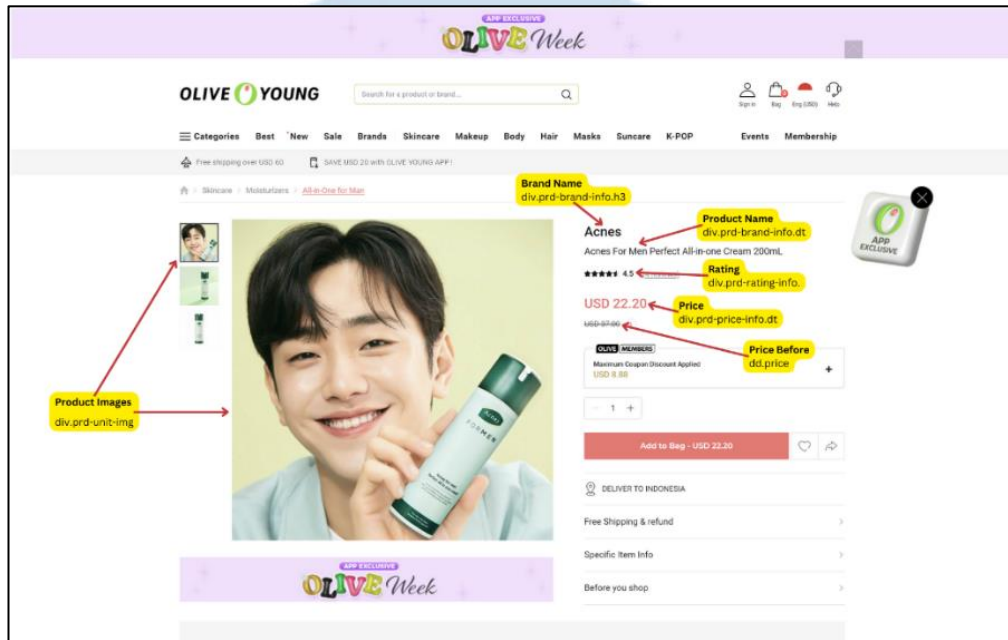 APP EXCLUSIVE
OLIVE Week
OLIVE YOUNG
Search for a product or brand...
Sign in Bag Eng (USD) Help
Categories Best New Sale Brands Skincare Makeup Body Hair Masks Suncare K-POP Events Membership
Free shipping over USD 60 SAVE USD 20 with OLIVE YOUNG APP!
Skincare / Moisturizers / All-in-One for Man
Brand Name
div.prd-brand-info.h3
Acnes
Product Name
div.prd-brand-info.dt
Acnes For Men Perfect All-in-one Cream 200mL
APP
EXCLUSIVE
4.5
Rating
div.prd-rating-info.
USD 22.20
Price
div.prd-price-info.dt
USD 37.00
Price Before
dd.price
OLIVE MEMBERS
Maximum Coupon Discount Applied
USD 8.88
+
Product Images
div.prd-unit-img
- 1 +
ACNES
FOR MEN
Add to Bag - USD 22.20
DELIVER TO INDONESIA
Free Shipping & refund
Specific Item Info
Before you shop
APP EXCLUSIVE
OLIVE Week